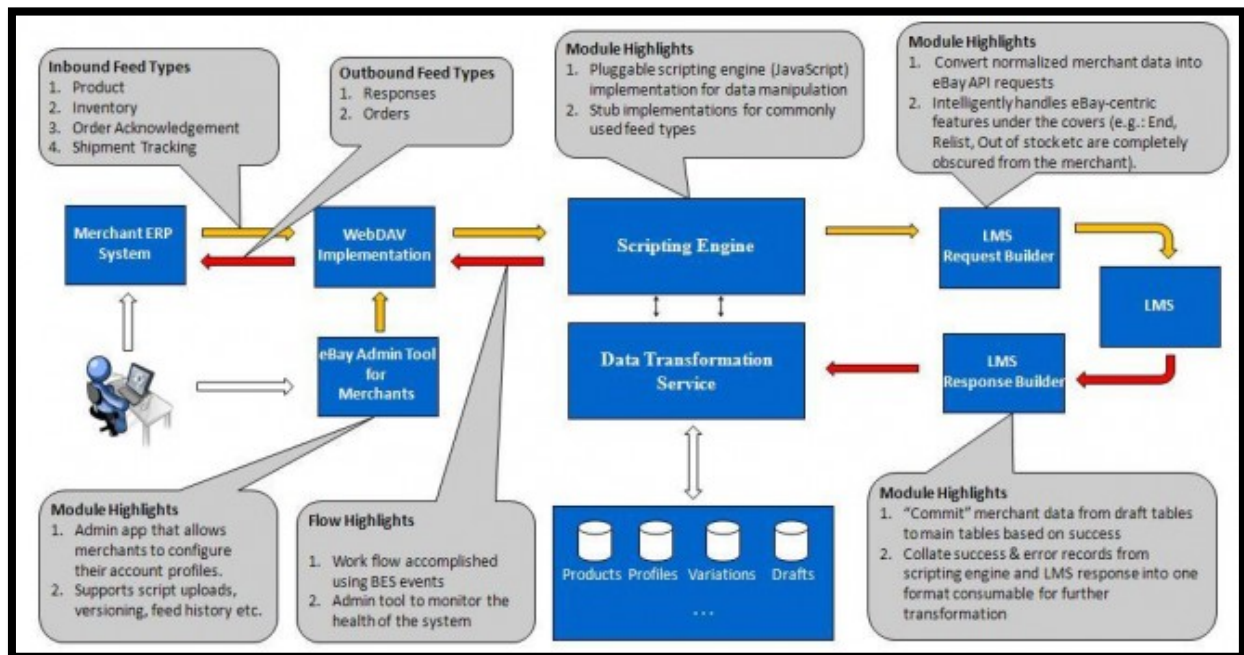 Inbound Feed Types
1. Product
2. Inventory
3. Order Acknowledgement
4. Shipment Tracking
Outbound Feed Types
1. Responses
2. Orders
Module Highlights
1. Pluggable scripting engine (JavaScript)
implementation for data manipulation
2. Stub implementations for commonly
used feed types
Module Highlights
1. Convert normalized merchant data into
eBay API requests
2. Intelligently handles eBay-centric
features under the covers (e.g.: End,
Relist, Out of stock etc are completely
obscured from the merchant).
Merchant ERP
System
WebDAV
Implementation
Scripting Engine
LMS
Request Builder
LMS
eBay Admin Tool
for
Merchants
Data Transformation
Service
LMS
Response Builder
Module Highlights
1. Admin app that allows
merchants to configure
their account profiles.
2. Supports script uploads,
versioning, feed history etc.
Flow Highlights
1. Work flow accomplished
using BES events
2. Admin tool to monitor the
health of the system
Products Profiles Variations Drafts
...
Module Highlights
1. “Commit” merchant data from draft tables
to main tables based on success
2. Collate success & error records from
scripting engine and LMS response into one
format consumable for further
transformation